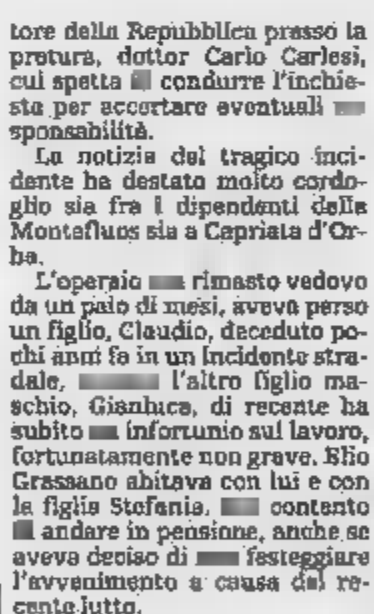 tore della Repubblica presso la
pretura, dottor Carlo Carlesi,
cui spetta condurre l'inchie-
sta per accertare eventuali
sponsabilità.
La notizia del tragico inci-
dente ha destato molto cordo-
glio sia fra i dipendenti della
Montefluos sia a Capriata d'Or-
ba.
L'operaio rimasto vedovo
da un paio di mesi, aveva perso
un figlio, Claudio, deceduto po-
chi anni fa in un incidente stra-
dale, l'altro figlio ma-
schio, Gianluca, di recente ha
subito infortunio sul lavoro,
fortunatamente non grave. Elio
Grassano abitava con lui e con
la figlia Stefania, contento
andare in pensione, anche se
aveva deciso di festeggiare
l'avvenimento a causa del re-
cente lutto.